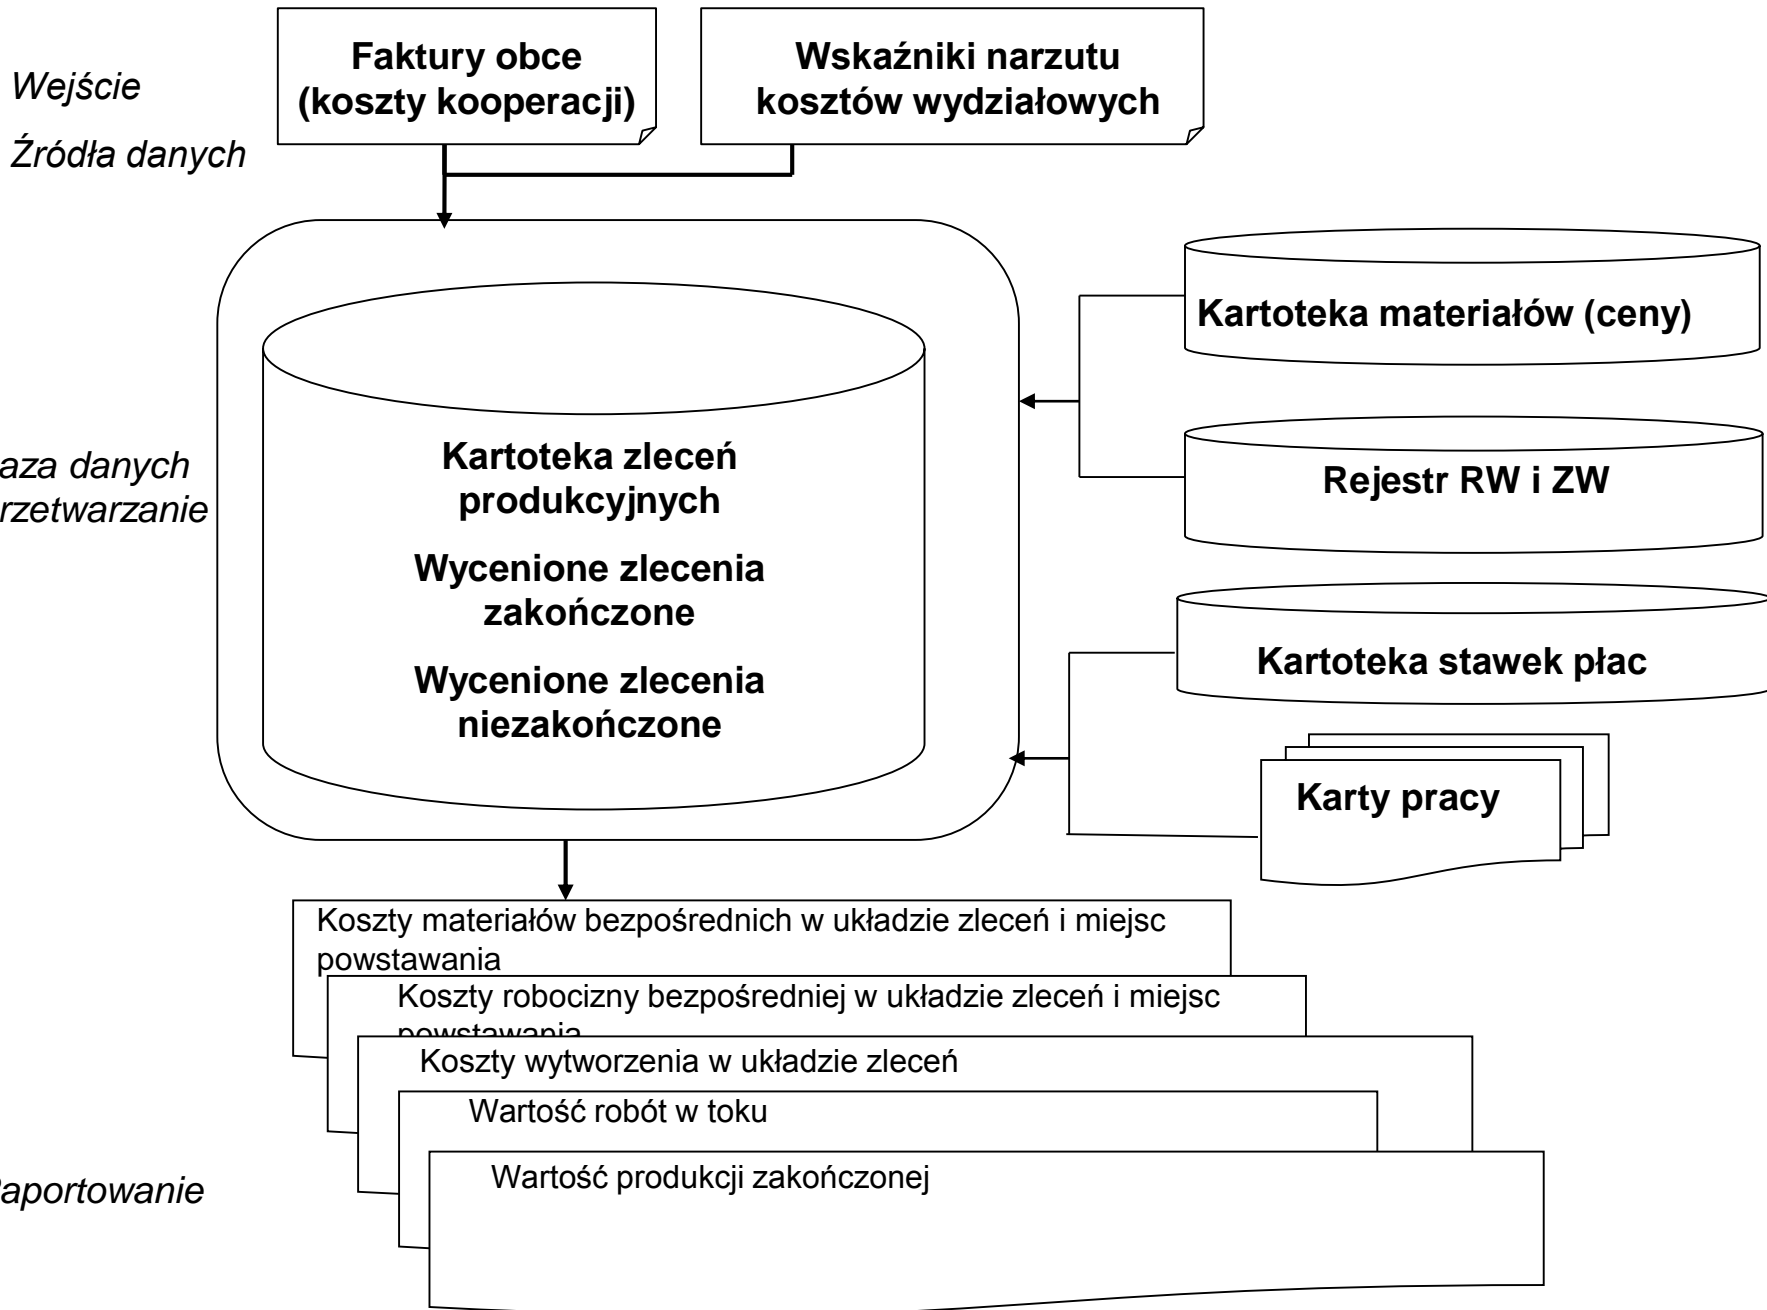 Faktury obce
(koszty kooperacji)
Wskaźniki narzutu
kosztów wydziałowych
Wejście
Źródła danych
Kartoteka materiałów (ceny)
Rejestr RW i ZW
Kartoteka stawek płac
Karty pracy
aza danych
rzetwarzanie
Kartoteka zleceń
produkcyjnych
Wycenione zlecenia
zakończone
Wycenione zlecenia
niezakończone
Koszty materiałów bezpośrednich w układzie zleceń i miejsc
powstawania
Koszty robocizny bezpośredniej w układzie zleceń i miejsc
powstawania
Koszty wytworzenia w układzie zleceń
Wartość robót w toku
Wartość produkcji zakończonej
Raportowanie